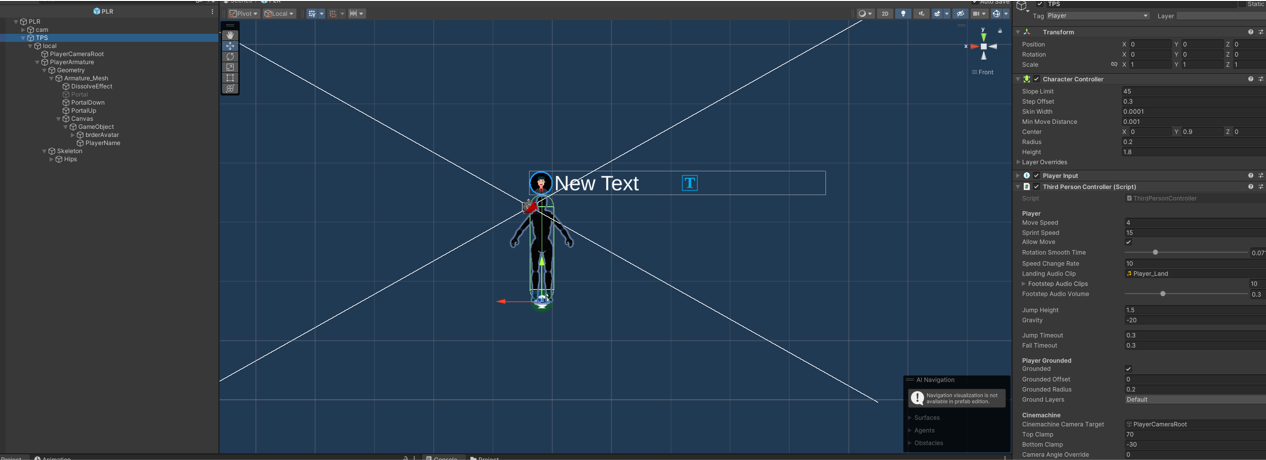 PLR
PLR
cam
TPS
local
PlayerCameraRoot
PlayerArmature
Geometry
Armature_Mesh
DissolveEffect
Portal
PortalDown
PortalUp
Canvas
GameObject
brderAvatar
PlayerName
Skeleton
Hips
Pivot
Local
2D
y
x
Front
New Text
T
AI Navigation
Navigation visualization is not
available in prefab edition.
Surfaces
Agents
Obstacles
Animation
Console
Project
TPS
Static
Tag Player
Layer
Transform
Position X 0 Y 0 Z 0
Rotation X 0 Y 0 Z 0
Scale X 1 Y 1 Z 1
Character Controller
Slope Limit 45
Step Offset 0.3
Skin Width 0.0001
Min Move Distance 0.001
Center X 0 Y 0.9 Z 0
Radius 0.2
Height 1.8
Layer Overrides
Player Input
Third Person Controller (Script)
Script ThirdPersonController
Player
Move Speed 4
Sprint Speed 15
Allow Move
Rotation Smooth Time 0.07
Speed Change Rate 10
Landing Audio Clip Player_Land
Footstep Audio Clips 10
Footstep Audio Volume 0.3
Jump Height 1.5
Gravity -20
Jump Timeout 0.3
Fall Timeout 0.3
Player Grounded
Grounded
Grounded Offset 0
Grounded Radius 0.2
Ground Layers Default
Cinemachine
Cinemachine Camera Target PlayerCameraRoot
Top Clamp 70
Bottom Clamp -30
Camera Angle Override 0